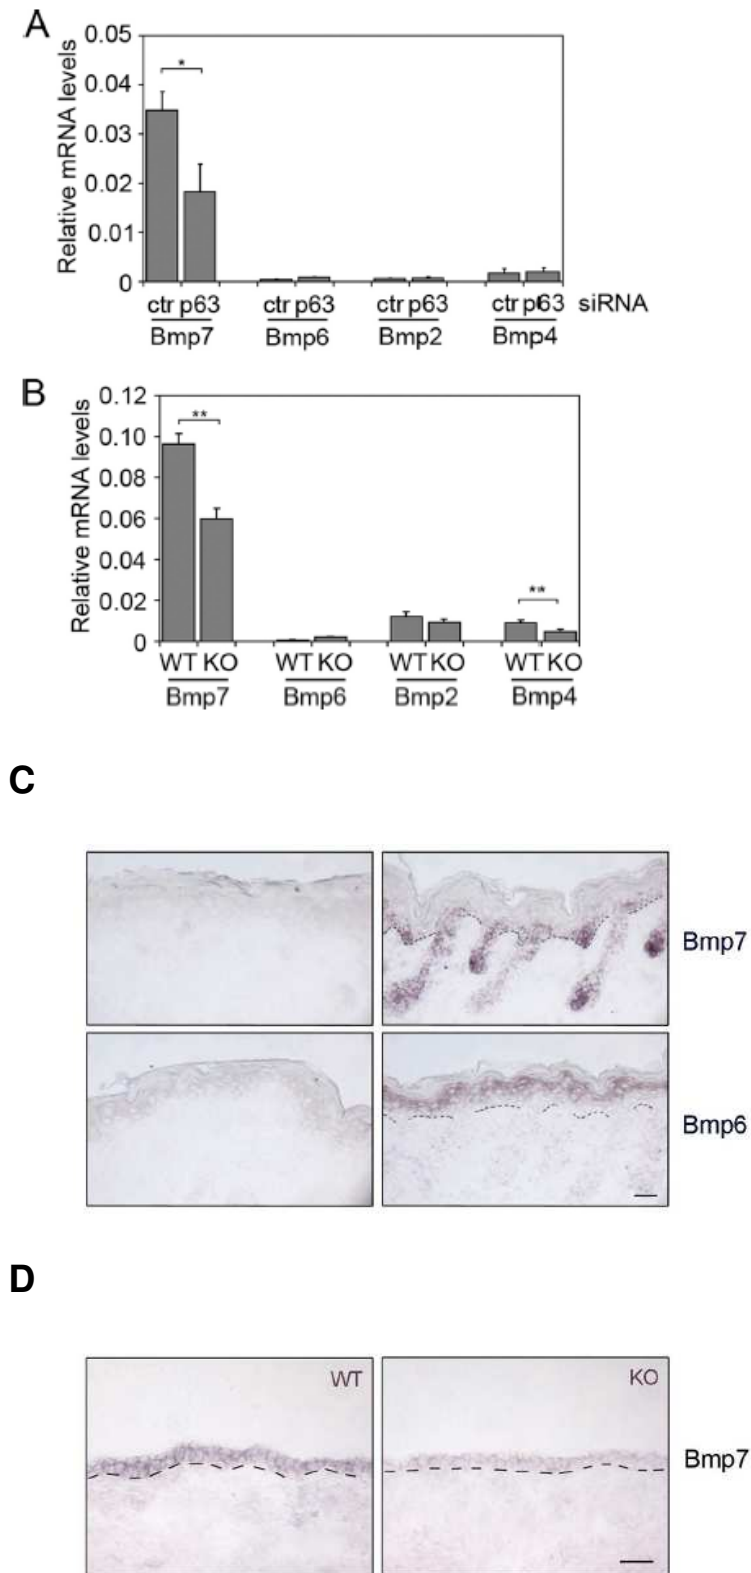 A
Relative mRNA levels
0.05
0.04
0.03
0.02
0.01
0
*
ctr p63 ctr p63 ctr p63 ctr p63 siRNA
Bmp7 Bmp6 Bmp2 Bmp4
B
Relative mRNA levels
0.12
0.10
0.08
0.06
0.04
0.02
0
**
**
WT KO WT KO WT KO WT KO
Bmp7 Bmp6 Bmp2 Bmp4
C
Bmp7
Bmp6
D
WT KO
Bmp7